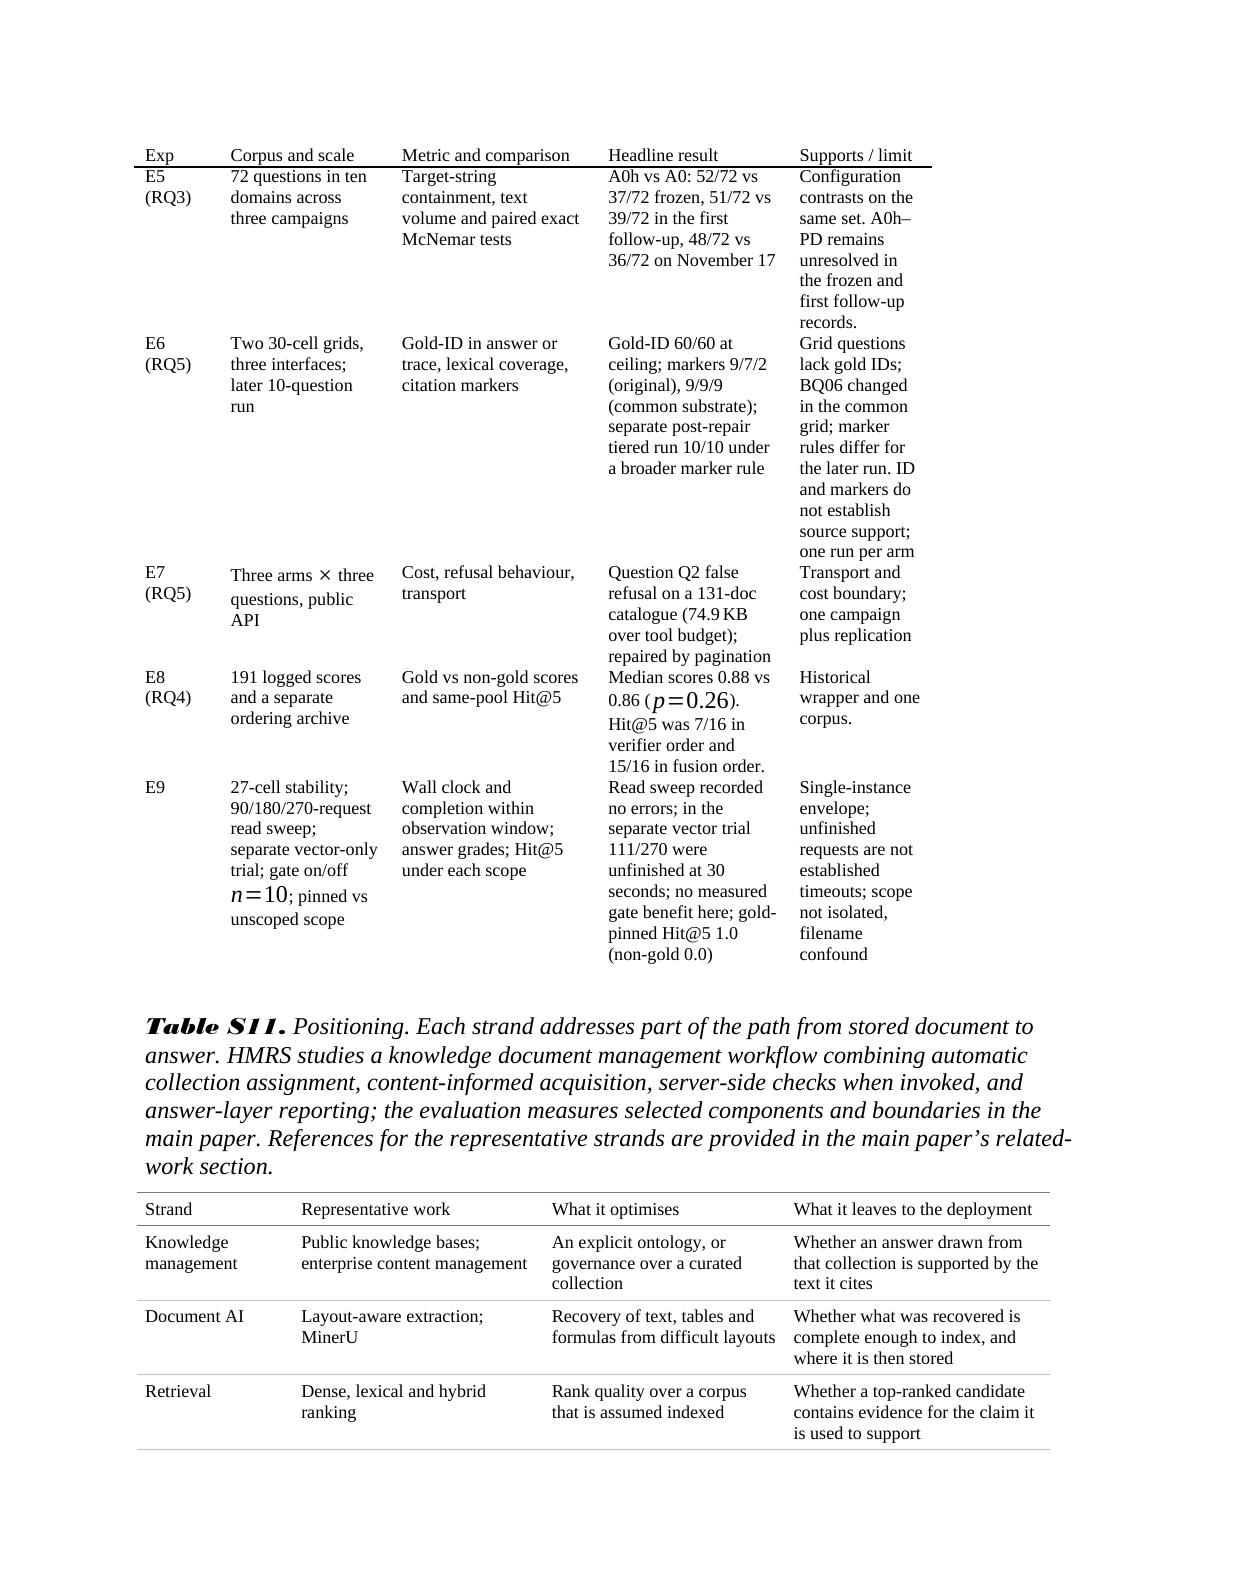 Exp Corpus and scale Metric and comparison Headline result Supports / limit
E5 (RQ3)
72 questions in ten
domains across
three campaigns
Target-string
containment, text
volume and paired exact
McNemar tests
A0h vs A0: 52/72 vs
37/72 frozen, 51/72 vs
39/72 in the first
follow-up, 48/72 vs
36/72 on November 17
Configuration
contrasts on the
same set. A0h–
PD remains
unresolved in
the frozen and
first follow-up
records.
E6
(RQ5)
Two 30-cell grids,
three interfaces;
later 10-question
run
Gold-ID in answer or
trace, lexical coverage,
citation markers
Gold-ID 60/60 at
ceiling; markers 9/7/2
(original), 9/9/9
(common substrate);
separate post-repair
tiered run 10/10 under
a broader marker rule
Grid questions
lack gold IDs;
BQ06 changed
in the common
grid; marker
rules differ for
the later run. ID
and markers do
not establish
source support;
one run per arm
E7
(RQ5)
Three arms × three
questions, public
API
Cost, refusal behaviour,
transport
Question Q2 false
refusal on a 131-doc
catalogue (74.9 KB
over tool budget);
repaired by pagination
Transport and
cost boundary;
one campaign
plus replication
E8
(RQ4)
191 logged scores
and a separate
ordering archive
Gold vs non-gold scores
and same-pool Hit@5
Median scores 0.88 vs
0.86 (p=0.26).
Hit@5 was 7/16 in
verifier order and
15/16 in fusion order.
Historical
wrapper and one
corpus.
E9
27-cell stability;
90/180/270-request
read sweep;
separate vector-only
trial; gate on/off
n=10; pinned vs
unscoped scope
Wall clock and
completion within
observation window;
answer grades; Hit@5
under each scope
Read sweep recorded
no errors; in the
separate vector trial
111/270 were
unfinished at 30
seconds; no measured
gate benefit here; gold-
pinned Hit@5 1.0
(non-gold 0.0)
Single-instance
envelope;
unfinished
requests are not
established
timeouts; scope
not isolated,
filename
confound
Table S11. Positioning. Each strand addresses part of the path from stored document to
answer. HMRS studies a knowledge document management workflow combining automatic
collection assignment, content-informed acquisition, server-side checks when invoked, and
answer-layer reporting; the evaluation measures selected components and boundaries in the
main paper. References for the representative strands are provided in the main paper’s related-
work section.
Strand Representative work What it optimises What it leaves to the deployment
Knowledge
management
Public knowledge bases;
enterprise content management
An explicit ontology, or
governance over a curated
collection
Whether an answer drawn from
that collection is supported by the
text it cites
Document AI
Layout-aware extraction;
MinerU
Recovery of text, tables and
formulas from difficult layouts
Whether what was recovered is
complete enough to index, and
where it is then stored
Retrieval
Dense, lexical and hybrid
ranking
Rank quality over a corpus
that is assumed indexed
Whether a top-ranked candidate
contains evidence for the claim it
is used to support